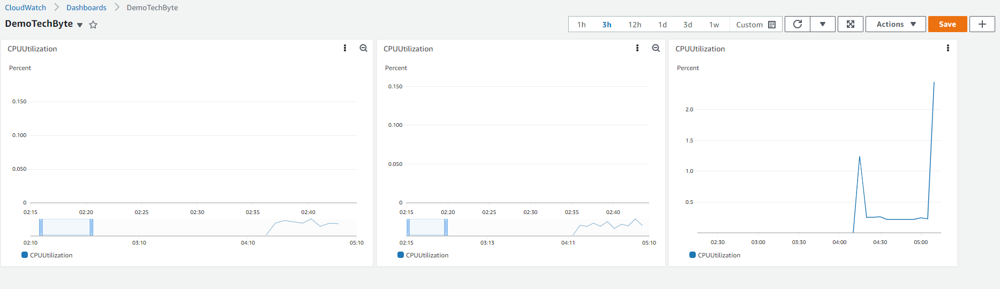 CloudWatch > Dashboards > DemoTechByte
DemoTechByte
1h 3h 12h 1d 3d 1w Custom Actions Save
CPUUtilization
Percent
0.150
0.100
0.050
0
02:15 02:20 02:25 02:30 02:35 02:40
02:10 03:10 04:10 05:10
CPUUtilization
CPUUtilization
Percent
0.150
0.100
0.050
0
02:15 02:20 02:25 02:30 02:35 02:40
02:15 03:13 04:11 05:10
CPUUtilization
CPUUtilization
Percent
2.0
1.5
1.0
0.5
02:30 03:00 03:30 04:00 04:30 05:00
CPUUtilization